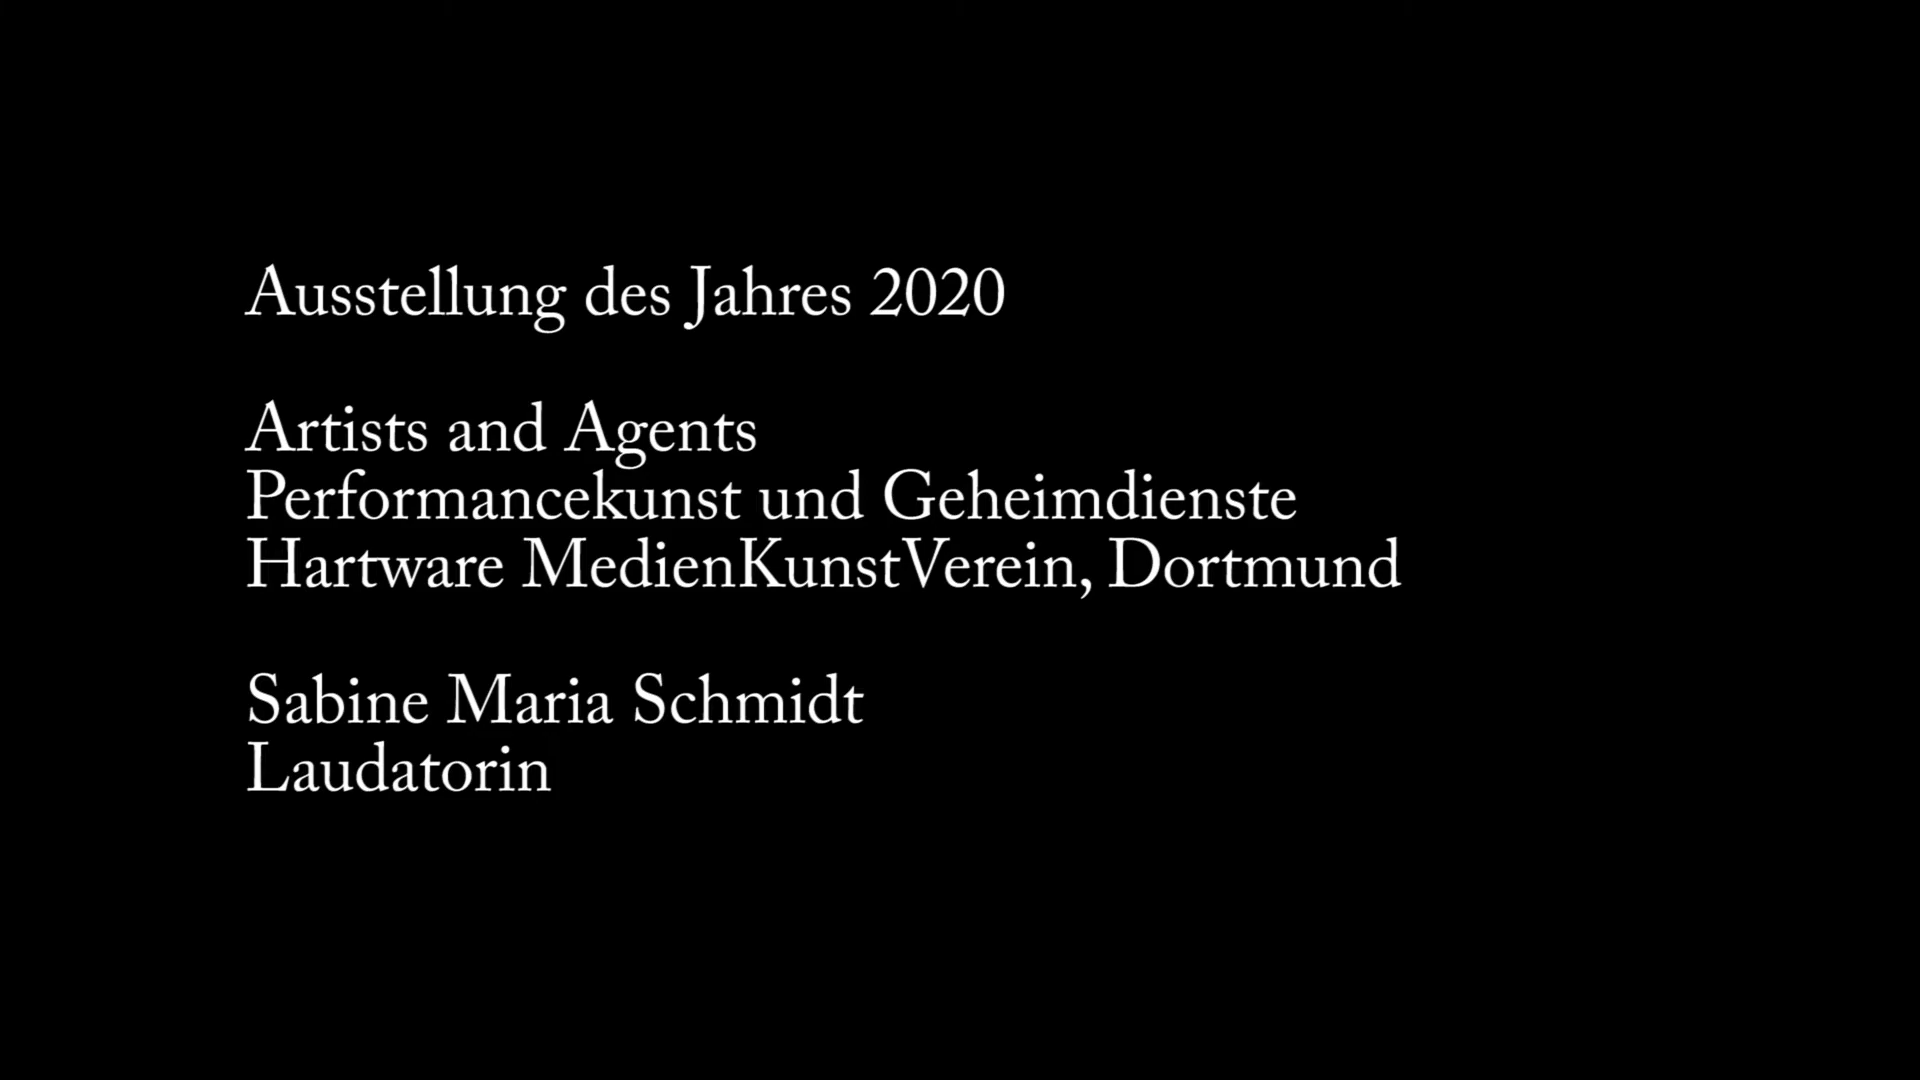 Ausstellung des Jahres 2020
Artists and Agents
Performancekunst und Geheimdienste
Hartware MedienKunstVerein, Dortmund
Sabine Maria Schmidt
Laudatorin